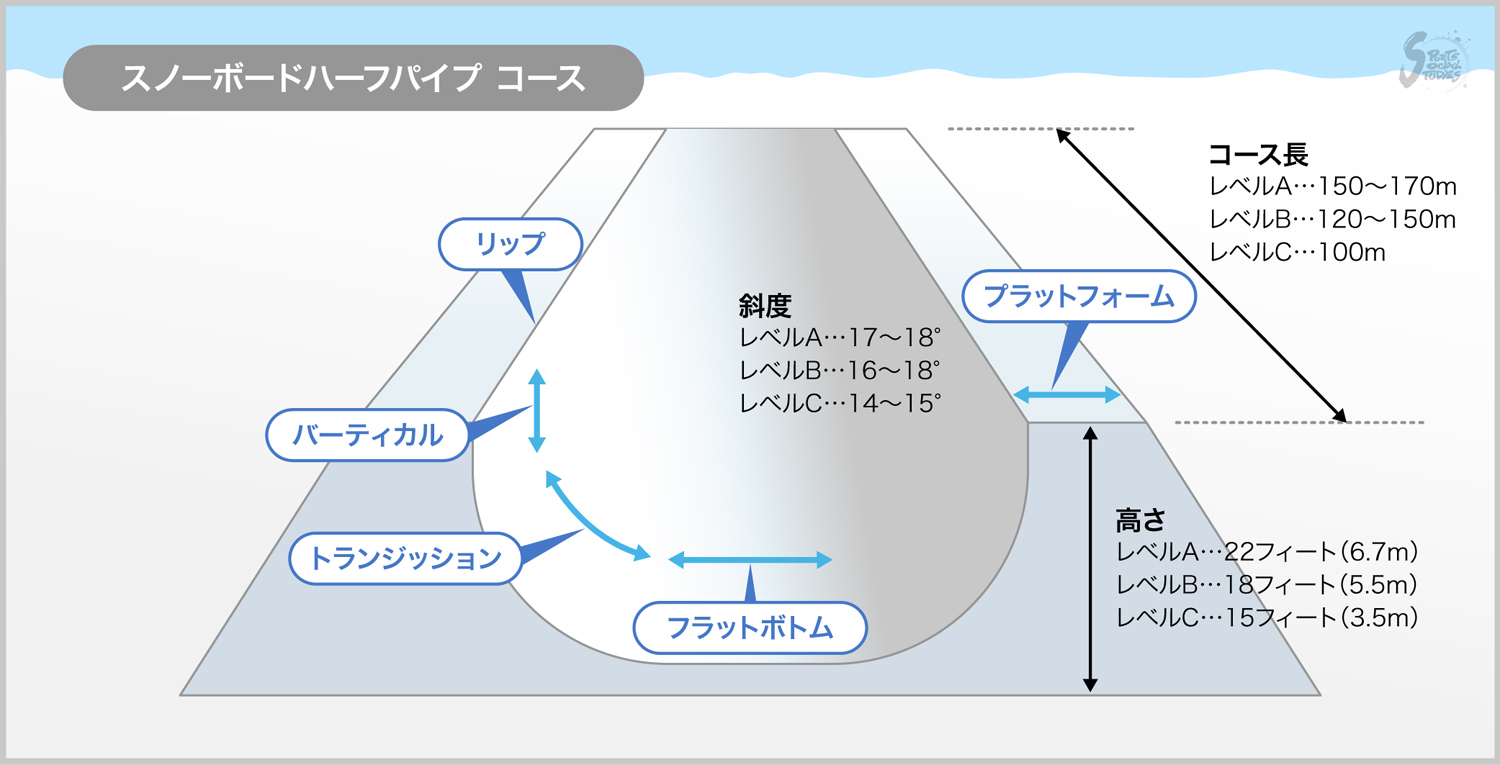 スノーボードハーフパイプ コース
SPORTS
SOCIAL
STUDIES
コース長
レベルA…150〜170m
レベルB…120〜150m
レベルC…100m
リップ
プラットフォーム
斜度
レベルA…17〜18°
レベルB…16〜18°
レベルC…14〜15°
バーティカル
高さ
レベルA…22フィート（6.7m）
レベルB…18フィート（5.5m）
レベルC…15フィート（3.5m）
トランジッション
フラットボトム